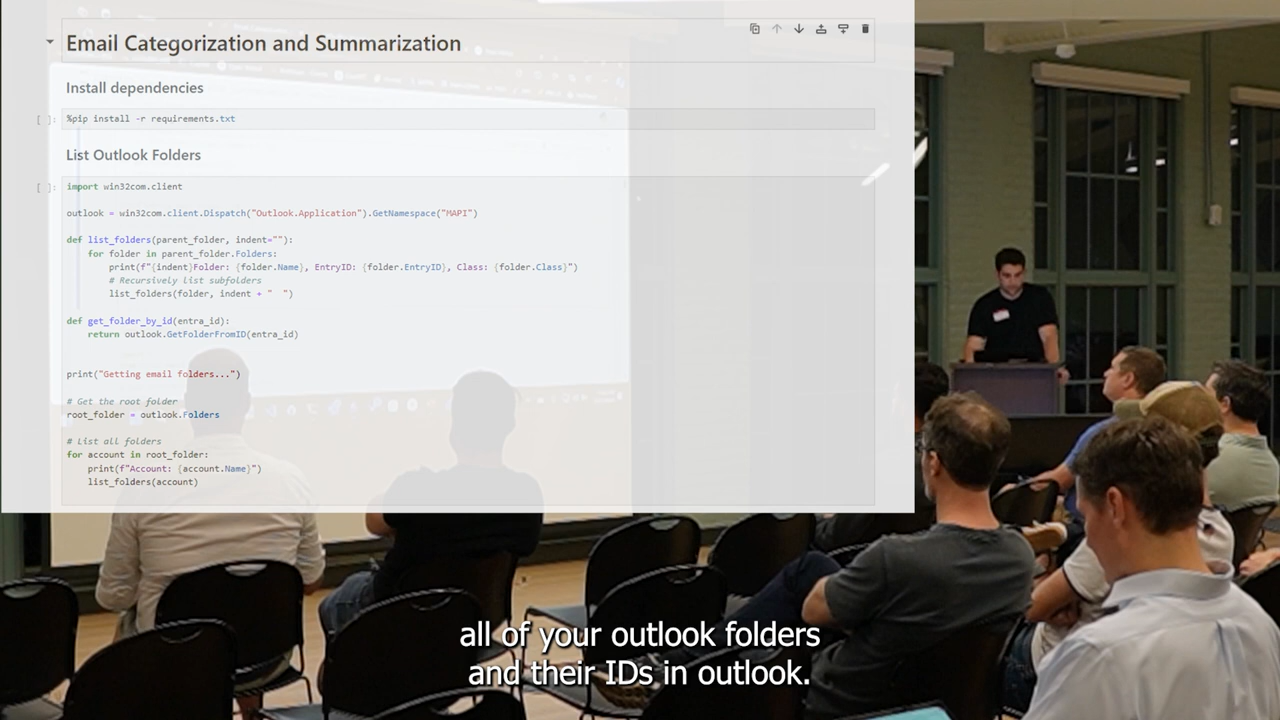 Email Categorization and Summarization
Install dependencies
[ ]: %pip install -r requirements.txt
List Outlook Folders
[ ]: import win32com.client
outlook = win32com.client.Dispatch("Outlook.Application").GetNamespace("MAPI")
def list_folders(parent_folder, indent=""):
    for folder in parent_folder.Folders:
        print(f"{indent}Folder: {folder.Name}, EntryID: {folder.EntryID}, Class: {folder.Class}")
        # Recursively list subfolders
        list_folders(folder, indent + "  ")
def get_folder_by_id(entra_id):
    return outlook.GetFolderFromID(entra_id)
print("Getting email folders...")
# Get the root folder
root_folder = outlook.Folders
# List all folders
for account in root_folder:
    print(f"Account: {account.Name}")
    list_folders(account)
all of your outlook folders
and their IDs in outlook.